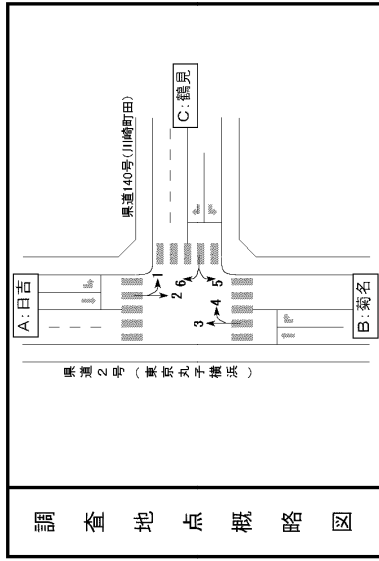 調査地点概略図
A:日吉
県道2号(東京丸子横浜)
県道140号(川崎町田)
C:鶴見
B:菊名
1
2
3
4
5
6